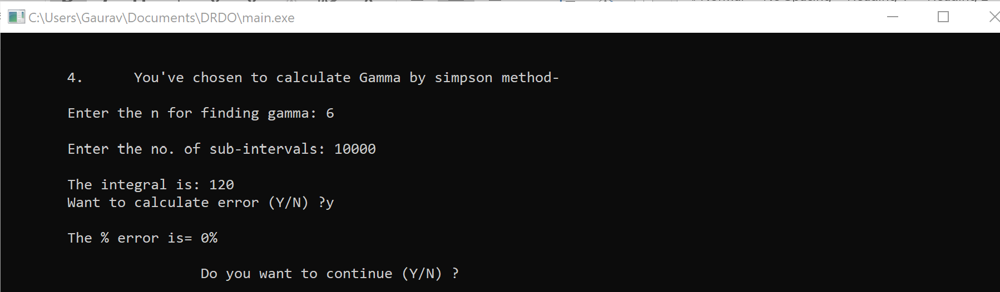 C:\Users\Gaurav\Documents\DRDO\main.exe
4. You've chosen to calculate Gamma by simpson method-
Enter the n for finding gamma: 6
Enter the no. of sub-intervals: 10000
The integral is: 120
Want to calculate error (Y/N) ?y
The % error is= 0%
Do you want to continue (Y/N) ?